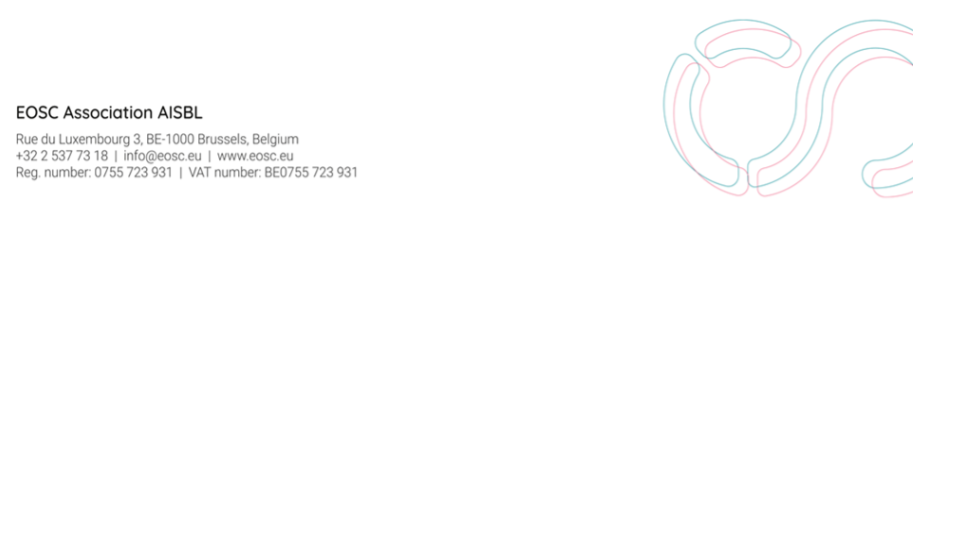 EOSC Association AISBL
Rue du Luxembourg 3, BE-1000 Brussels, Belgium
+32 2 537 73 18 | info@eosc.eu | www.eosc.eu
Reg. number: 0755 723 931 | VAT number: BE0755 723 931